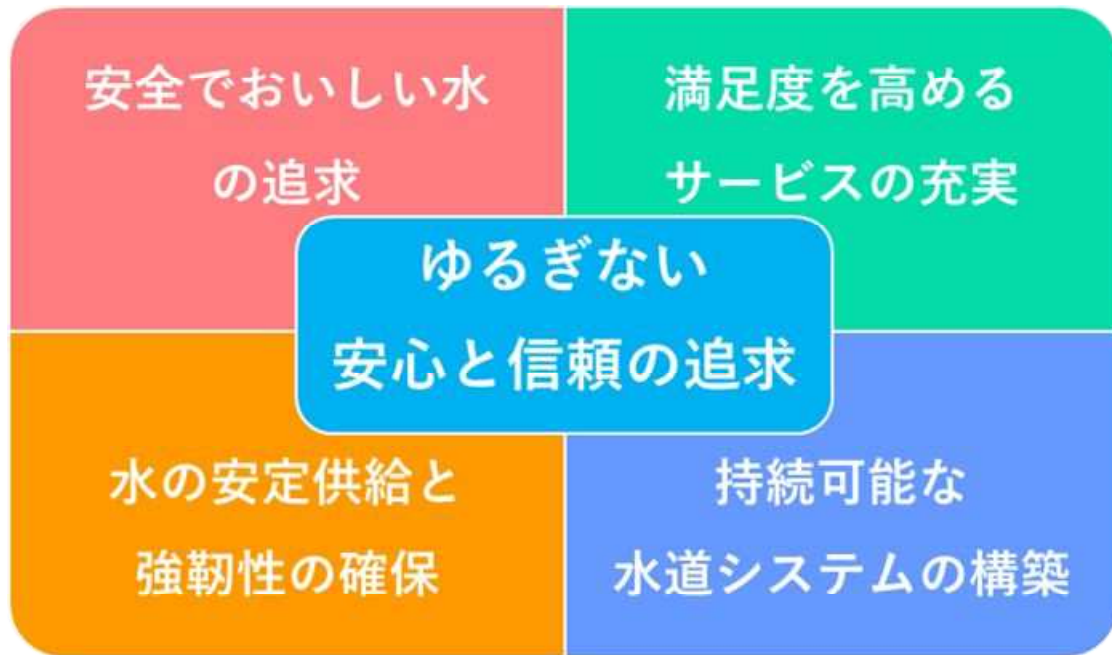 安全でおいしい水
の追求
満足度を高める
サービスの充実
ゆるぎない
安心と信頼の追求
水の安定供給と
強靭性の確保
持続可能な
水道システムの構築